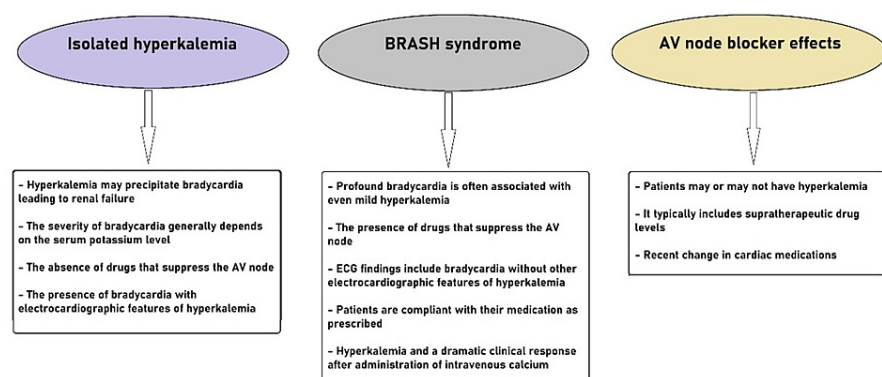 Isolated hyperkalemia
– Hyperkalemia may precipitate bradycardia
leading to renal failure
– The severity of bradycardia generally depends
on the serum potassium level
– The absence of drugs that suppress the AV node
– The presence of bradycardia with
electrocardiographic features of hyperkalemia
BRASH syndrome
– Profound bradycardia is often associated with
even mild hyperkalemia
– The presence of drugs that suppress the AV
node
– ECG findings include bradycardia without other
electrocardiographic features of hyperkalemia
– Patients are compliant with their medication as
prescribed
– Hyperkalemia and a dramatic clinical response
after administration of intravenous calcium
AV node blocker effects
– Patients may or may not have hyperkalemia
– It typically includes supratherapeutic drug
levels
– Recent change in cardiac medications